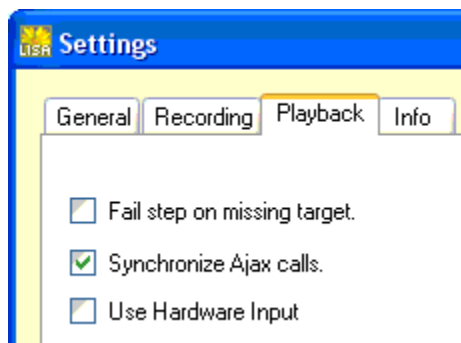 LISA Settings
General Recording Playback Info
Fail step on missing target.
Synchronize Ajax calls.
Use Hardware Input